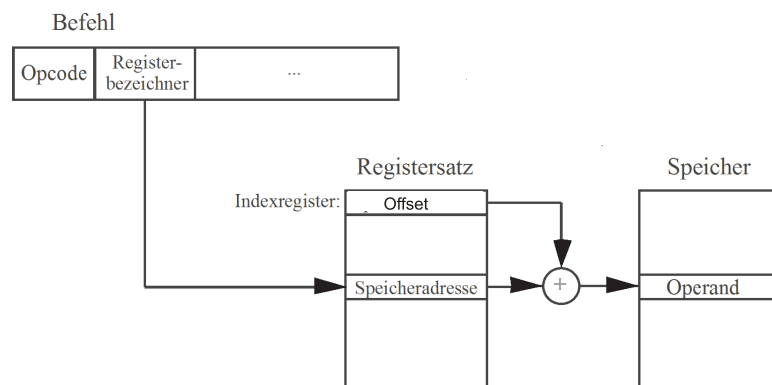 Befehl
Opcode
Register-
bezeichner
...
Registersatz
Speicher
Indexregister:
Offset
Speicheradresse
+
Operand